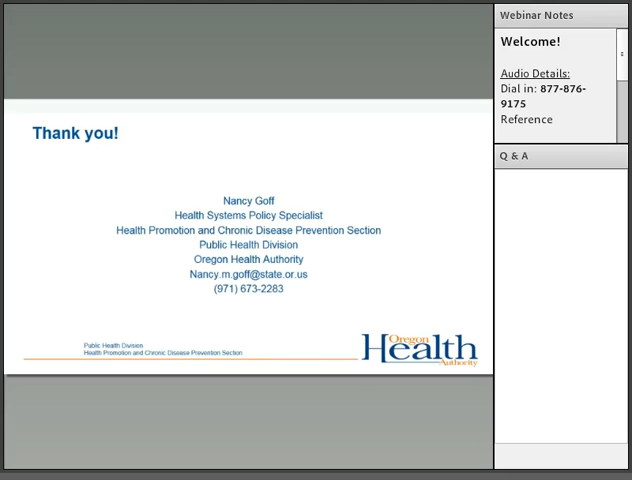 Webinar Notes
Welcome!
Audio Details:
Dial in: 877-876-
9175
Reference
Q & A
Thank you!
Nancy Goff
Health Systems Policy Specialist
Health Promotion and Chronic Disease Prevention Section
Public Health Division
Oregon Health Authority
Nancy.m.goff@state.or.us
(971) 673-2283
Public Health Division
Health Promotion and Chronic Disease Prevention Section
Oregon
Health
Authority